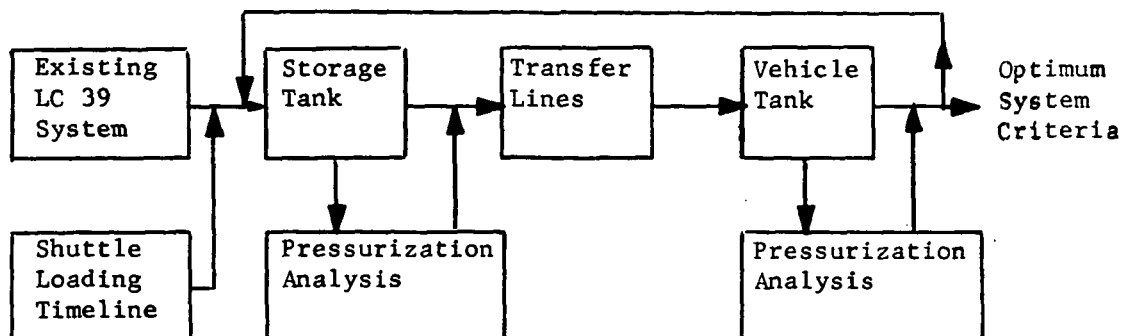 Existing
LC 39
System
Storage
Tank
Transfer
Lines
Vehicle
Tank
Optimum
System
Criteria
Shuttle
Loading
Timeline
Pressurization
Analysis
Pressurization
Analysis